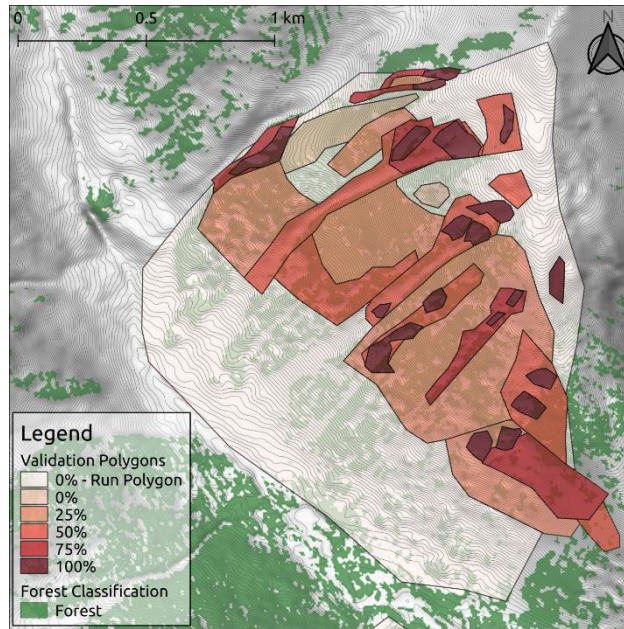 0 0.5 1 km
N
Legend
Validation Polygons
0% - Run Polygon
0%
25%
50%
75%
100%
Forest Classification
Forest